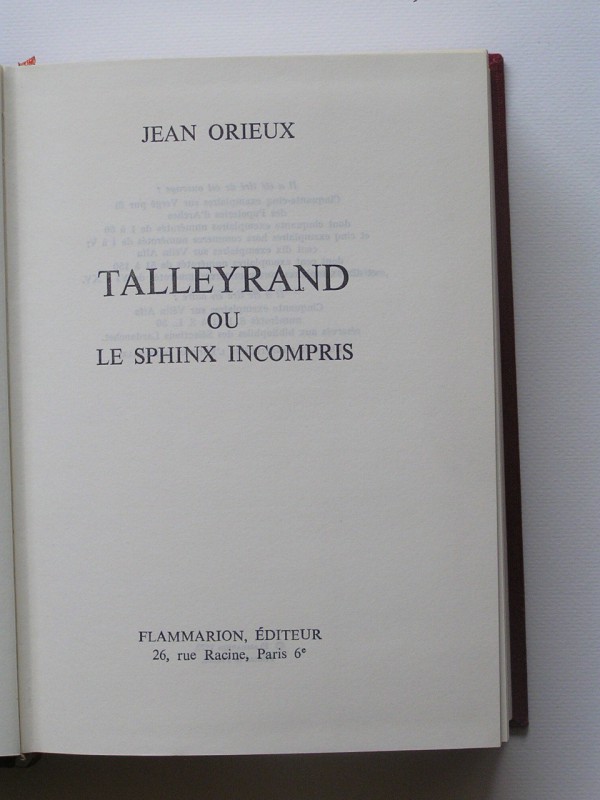 JEAN ORIEUX
TALLEYRAND
OU
LE SPHINX INCOMPRIS
FLAMMARION, ÉDITEUR
26, rue Racine, Paris 6e